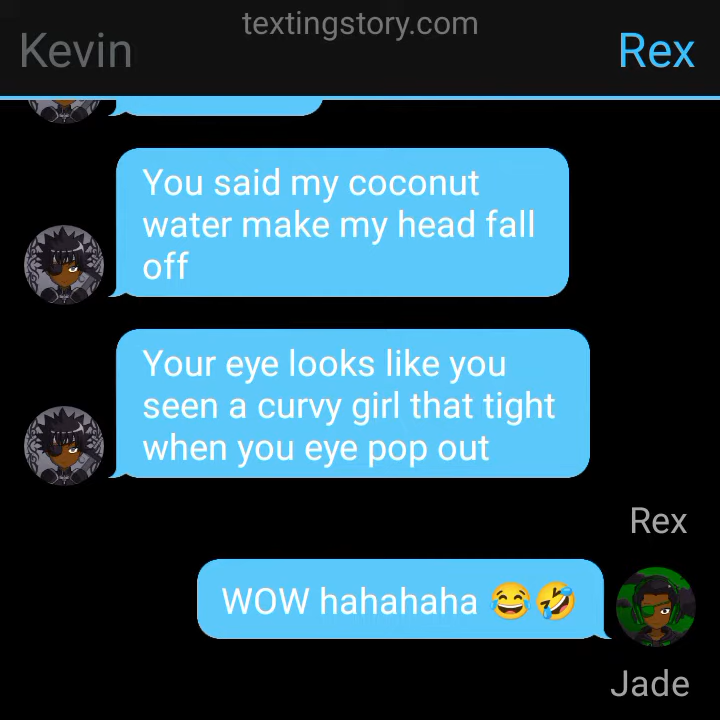 textingstory.com
Kevin
Rex
You said my coconut
water make my head fall
off
Your eye looks like you
seen a curvy girl that tight
when you eye pop out
Rex
WOW hahahaha 😂🤣
Jade